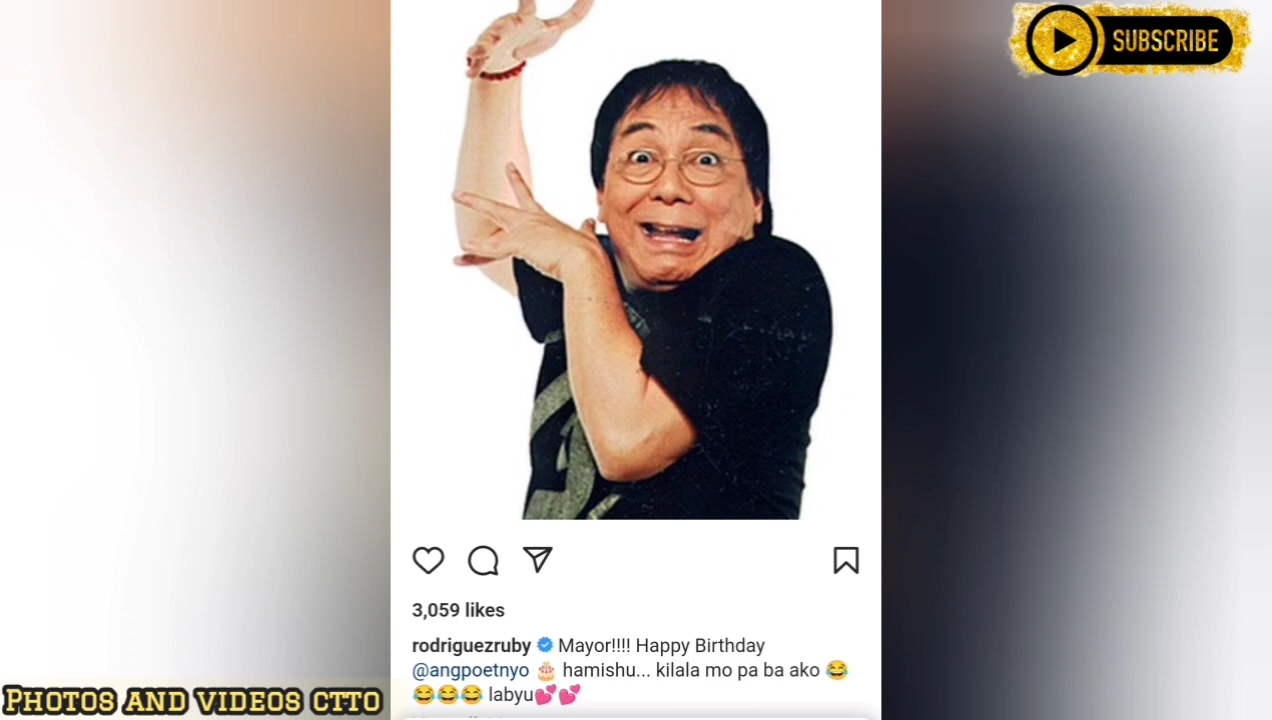 SUBSCRIBE
3,059 likes
rodriguezruby Mayor!!!! Happy Birthday
@angpoetnyo 🎂 hamishu... kilala mo pa ba ako 😂
😂😂😂 labyu💕💕
PHOTOS AND VIDEOS CTTO